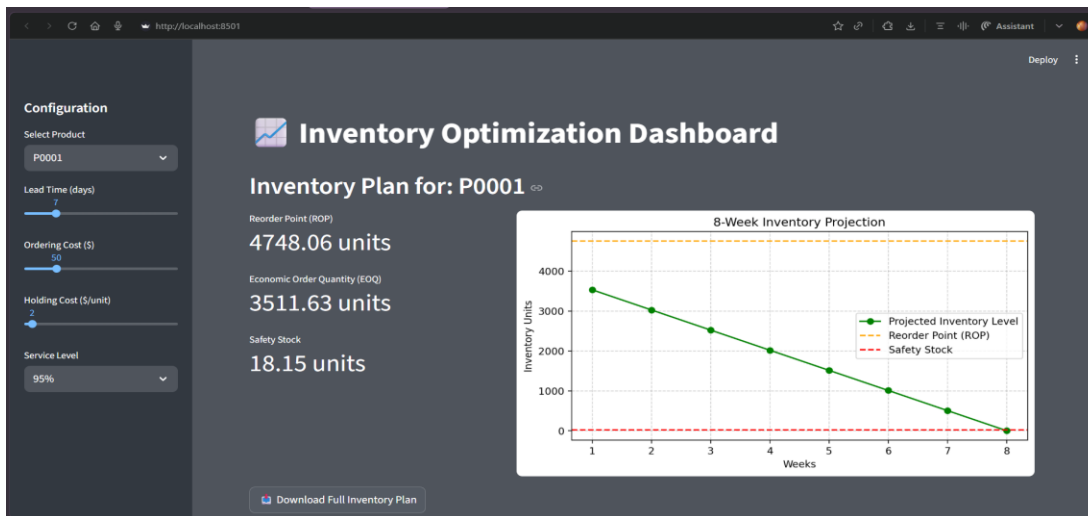 http://localhost:8501
Assistant
Deploy
Configuration
Select Product
P0001
Lead Time (days)
7
Ordering Cost ($)
50
Holding Cost ($/unit)
2
Service Level
95%
Inventory Optimization Dashboard
Inventory Plan for: P0001
Reorder Point (ROP)
4748.06 units
Economic Order Quantity (EOQ)
3511.63 units
Safety Stock
18.15 units
8-Week Inventory Projection
Inventory Units
4000
3000
2000
1000
0
Projected Inventory Level
Reorder Point (ROP)
Safety Stock
1 2 3 4 5 6 7 8
Weeks
Download Full Inventory Plan